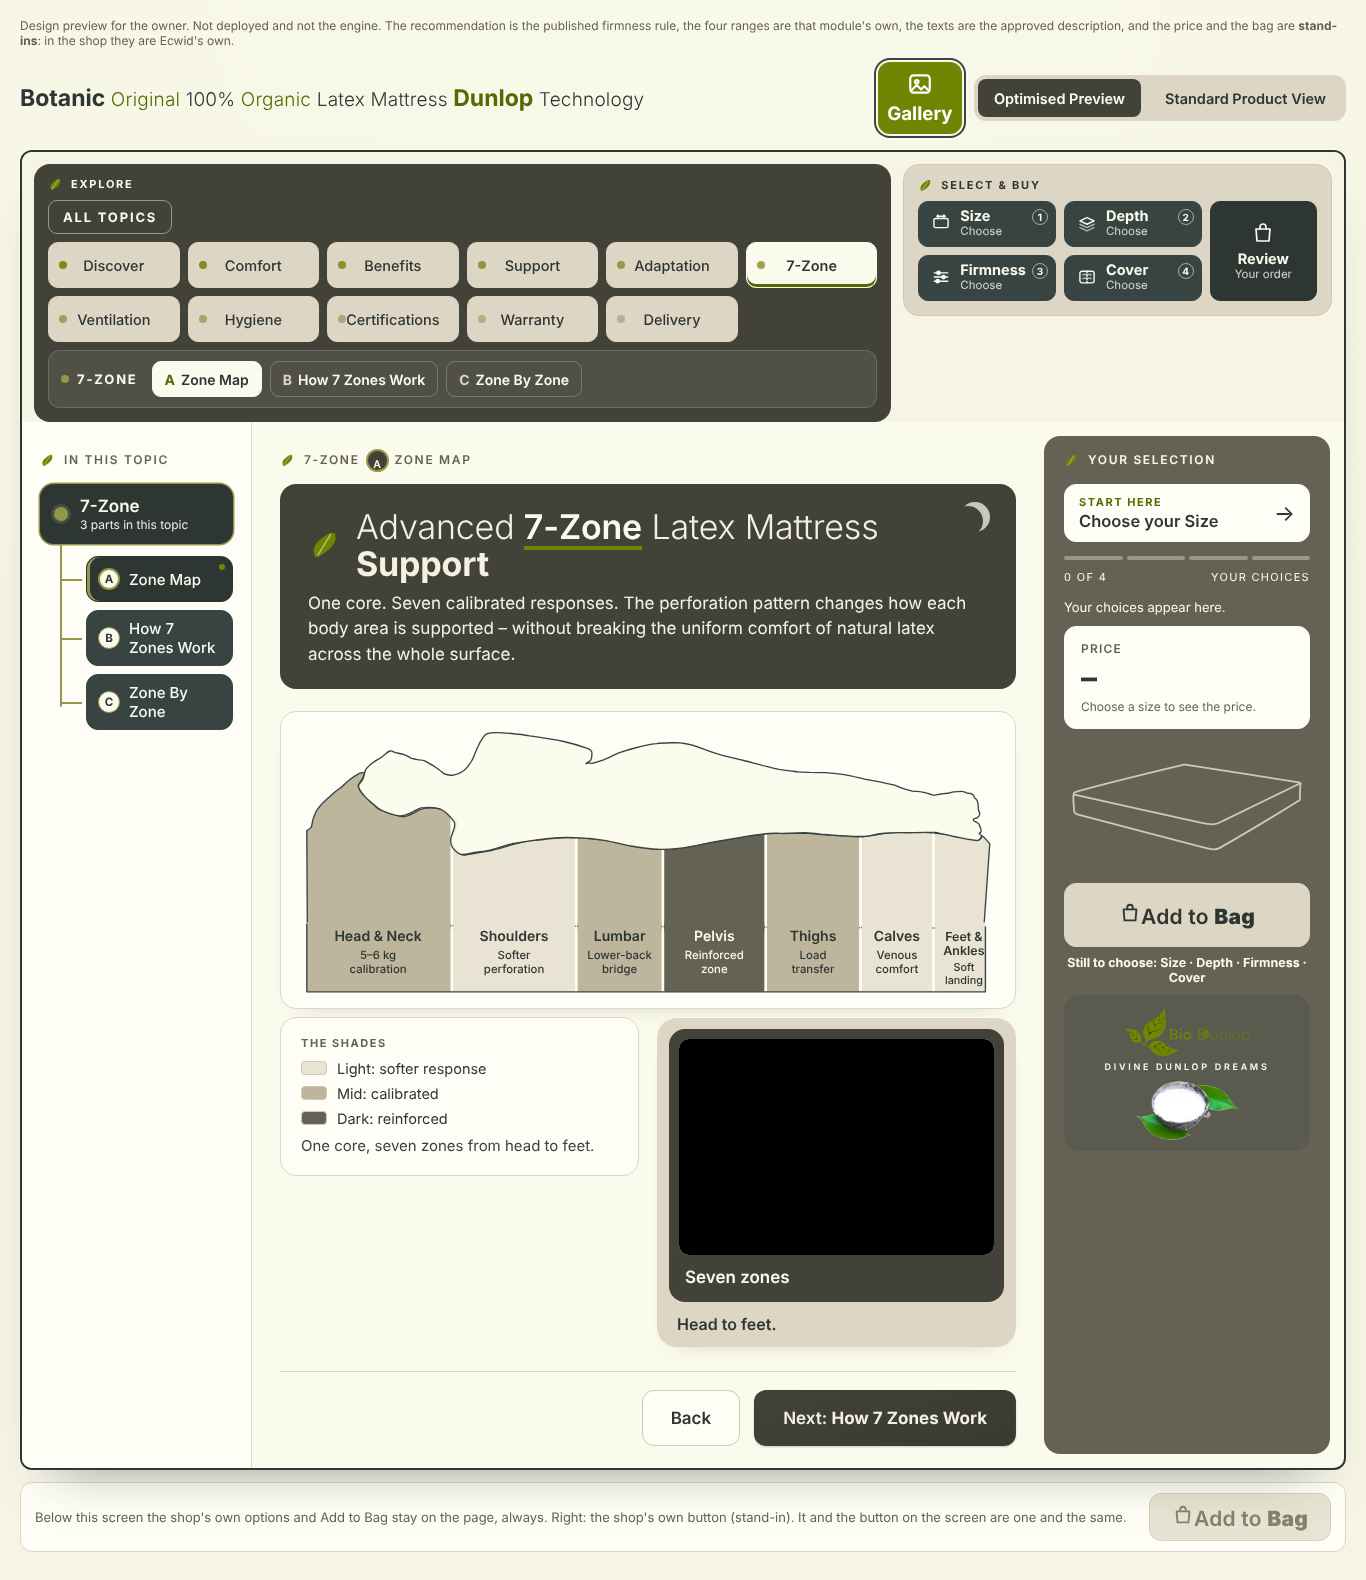 Design preview for the owner. Not deployed and not the engine. The recommendation is the published firmness rule, the four ranges are that module's own, the texts are the approved description, and the price and the bag are stand-
ins: in the shop they are Ecwid's own.
Botanic Original 100% Organic Latex Mattress Dunlop Technology
Gallery
Optimised Preview
Standard Product View
EXPLORE
ALL TOPICS
Discover
Comfort
Benefits
Support
Adaptation
7-Zone
Ventilation
Hygiene
Certifications
Warranty
Delivery
7-ZONE
A Zone Map
B How 7 Zones Work
C Zone By Zone
SELECT & BUY
Size 1
Choose
Depth 2
Choose
Firmness 3
Choose
Cover 4
Choose
Review
Your order
IN THIS TOPIC
7-Zone
3 parts in this topic
A Zone Map
B How 7
Zones Work
C Zone By
Zone
7-ZONE A ZONE MAP
Advanced 7-Zone Latex Mattress
Support
One core. Seven calibrated responses. The perforation pattern changes how each
body area is supported – without breaking the uniform comfort of natural latex
across the whole surface.
Head & Neck
5–6 kg
calibration
Shoulders
Softer
perforation
Lumbar
Lower-back
bridge
Pelvis
Reinforced
zone
Thighs
Load
transfer
Calves
Venous
comfort
Feet &
Ankles
Soft
landing
THE SHADES
Light: softer response
Mid: calibrated
Dark: reinforced
One core, seven zones from head to feet.
Seven zones
Head to feet.
Back
Next: How 7 Zones Work
YOUR SELECTION
START HERE
Choose your Size
0 OF 4
YOUR CHOICES
Your choices appear here.
PRICE
–
Choose a size to see the price.
Add to Bag
Still to choose: Size · Depth · Firmness ·
Cover
Bio Dunlop
DIVINE DUNLOP DREAMS
Below this screen the shop's own options and Add to Bag stay on the page, always. Right: the shop's own button (stand-in). It and the button on the screen are one and the same.
Add to Bag